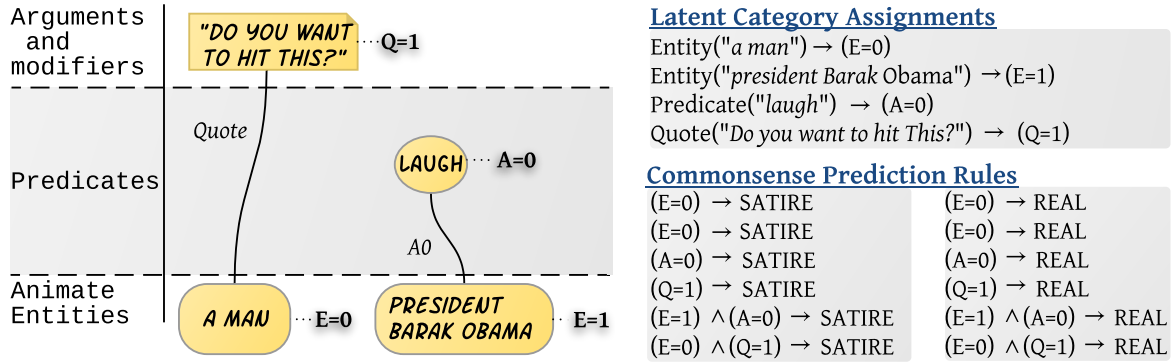 Arguments
and
modifiers
"DO YOU WANT
TO HIT THIS?"
Q=1
Quote
Predicates
LAUGH
A=0
A0
Animate
Entities
A MAN
E=0
PRESIDENT
BARAK OBAMA
E=1
Latent Category Assignments
Entity("a man") → (E=0)
Entity("president Barak Obama") → (E=1)
Predicate("laugh") → (A=0)
Quote("Do you want to hit This?") → (Q=1)
Commonsense Prediction Rules
(E=0) → SATIRE
(E=0) → SATIRE
(A=0) → SATIRE
(Q=1) → SATIRE
(E=1) ∧(A=0) → SATIRE
(E=0) ∧(Q=1) → SATIRE
(E=0) → REAL
(E=0) → REAL
(A=0) → REAL
(Q=1) → REAL
(E=1) ∧(A=0) → REAL
(E=0) ∧(Q=1) → REAL